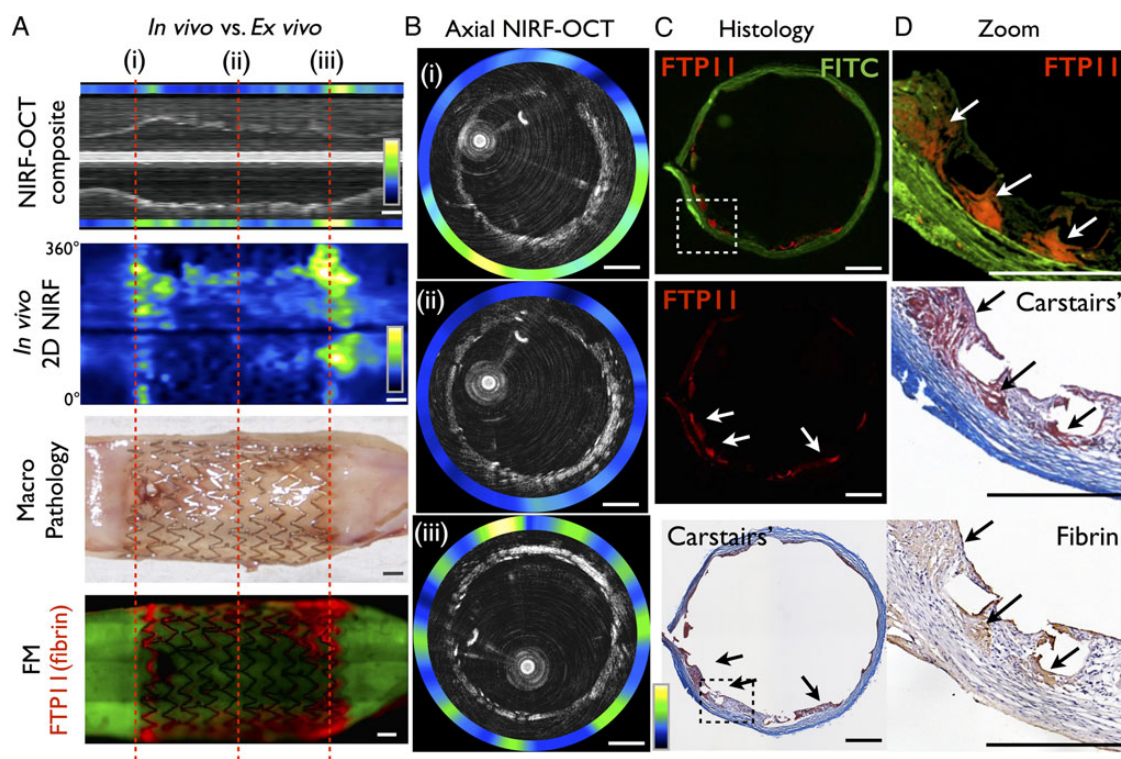 A
In vivo vs. Ex vivo
(i)
(ii)
(iii)
NIRF-OCT
composite
360°
In vivo
2D NIRF
0°
Macro
Pathology
FM
FTP11(fibrin)
B
Axial NIRF-OCT
(i)
(ii)
(iii)
C
Histology
FTP11
FITC
FTP11
Carstairs'
D
Zoom
FTP11
Carstairs'
Fibrin